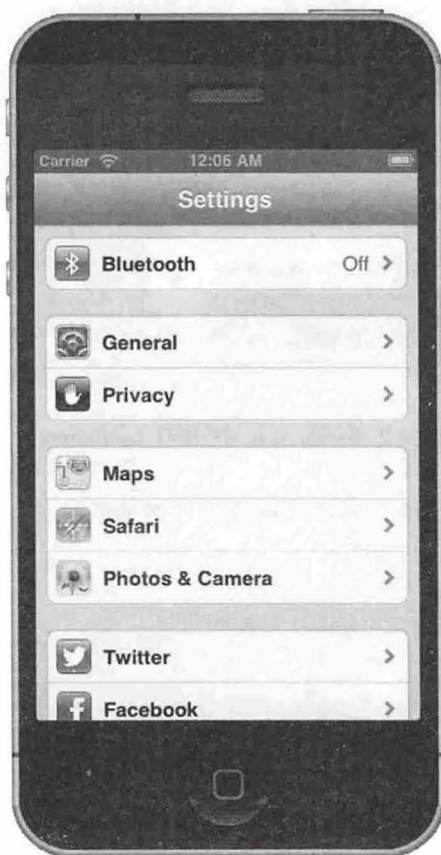 Carrier 12:06 AM
Settings
Bluetooth Off
General
Privacy
Maps
Safari
Photos & Camera
Twitter
Facebook